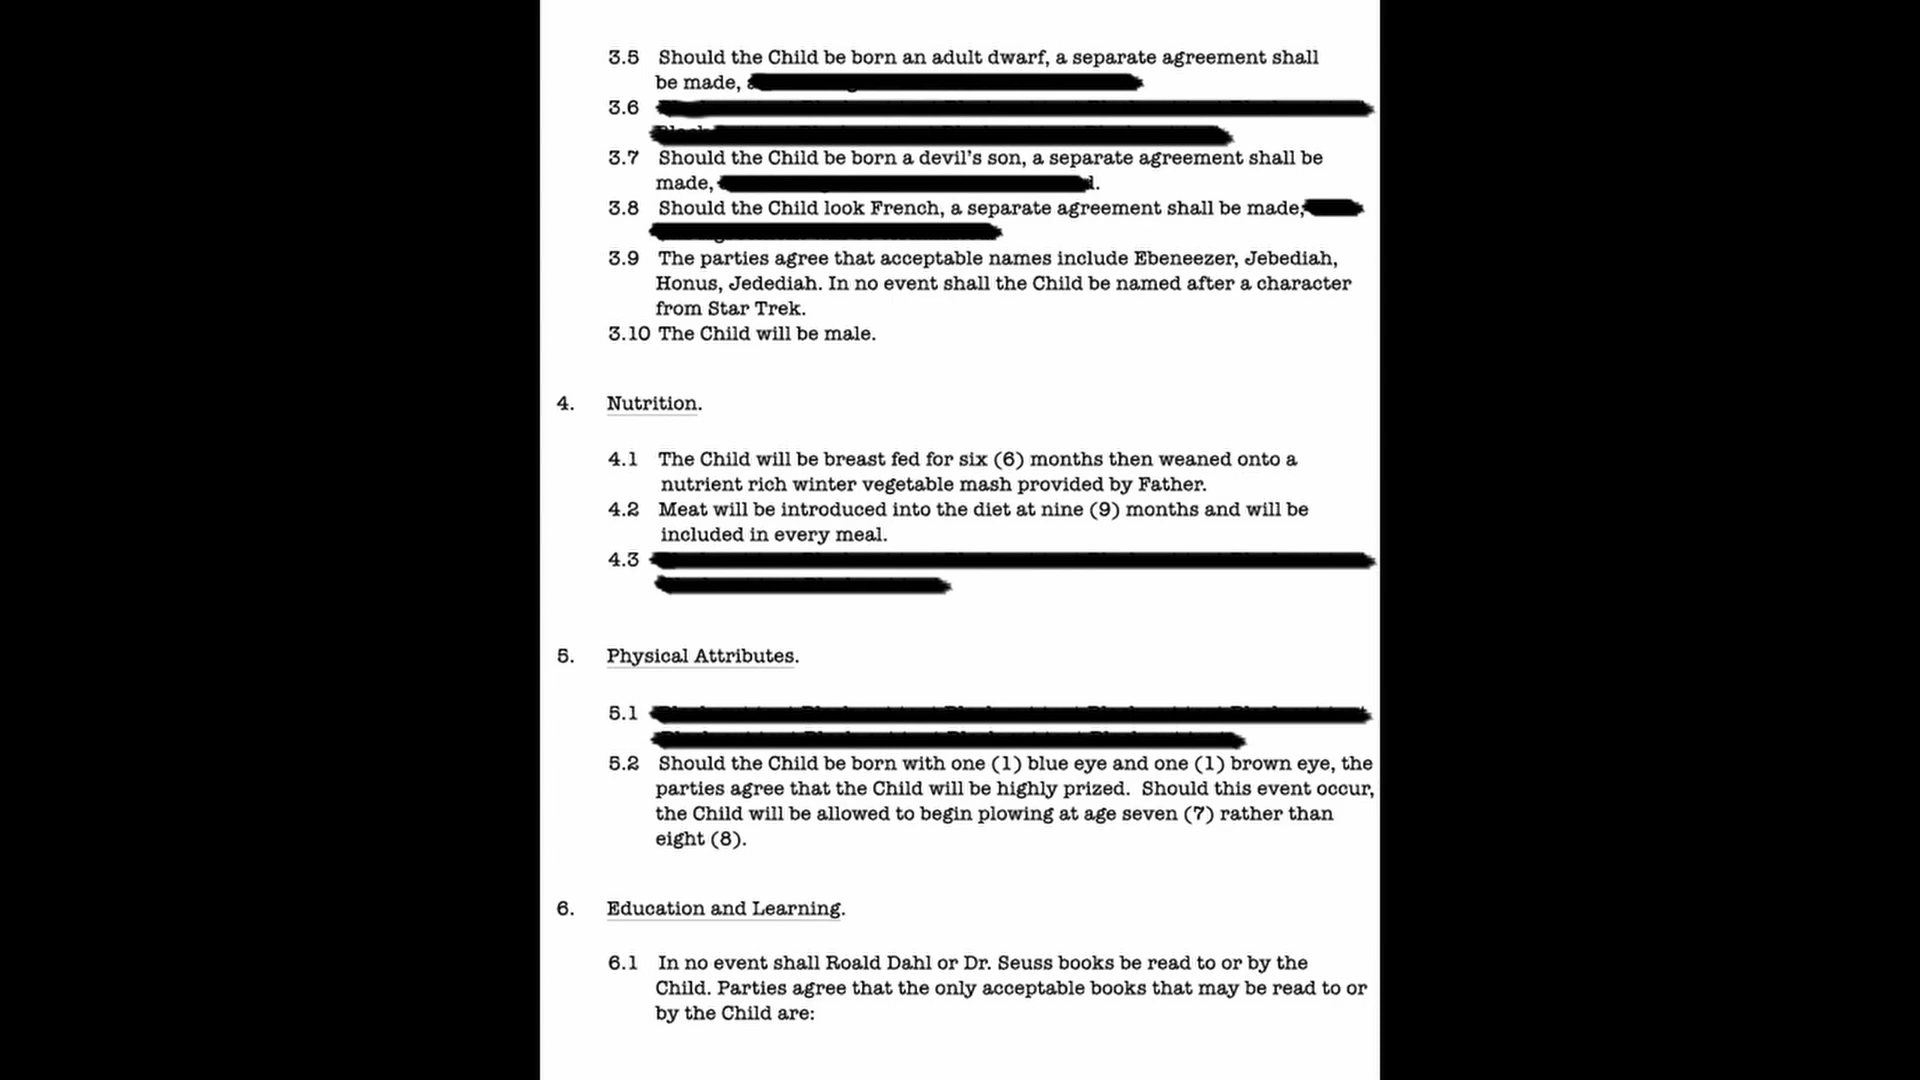 3.5 Should the Child be born an adult dwarf, a separate agreement shall
be made,
3.6
3.7 Should the Child be born a devil's son, a separate agreement shall be
made,
3.8 Should the Child look French, a separate agreement shall be made,
3.9 The parties agree that acceptable names include Ebeneezer, Jebediah,
Honus, Jedediah. In no event shall the Child be named after a character
from Star Trek.
3.10 The Child will be male.
4. Nutrition.
4.1 The Child will be breast fed for six (6) months then weaned onto a
nutrient rich winter vegetable mash provided by Father.
4.2 Meat will be introduced into the diet at nine (9) months and will be
included in every meal.
4.3
5. Physical Attributes.
5.1
5.2 Should the Child be born with one (1) blue eye and one (1) brown eye, the
parties agree that the Child will be highly prized. Should this event occur,
the Child will be allowed to begin plowing at age seven (7) rather than
eight (8).
6. Education and Learning.
6.1 In no event shall Roald Dahl or Dr. Seuss books be read to or by the
Child. Parties agree that the only acceptable books that may be read to or
by the Child are: